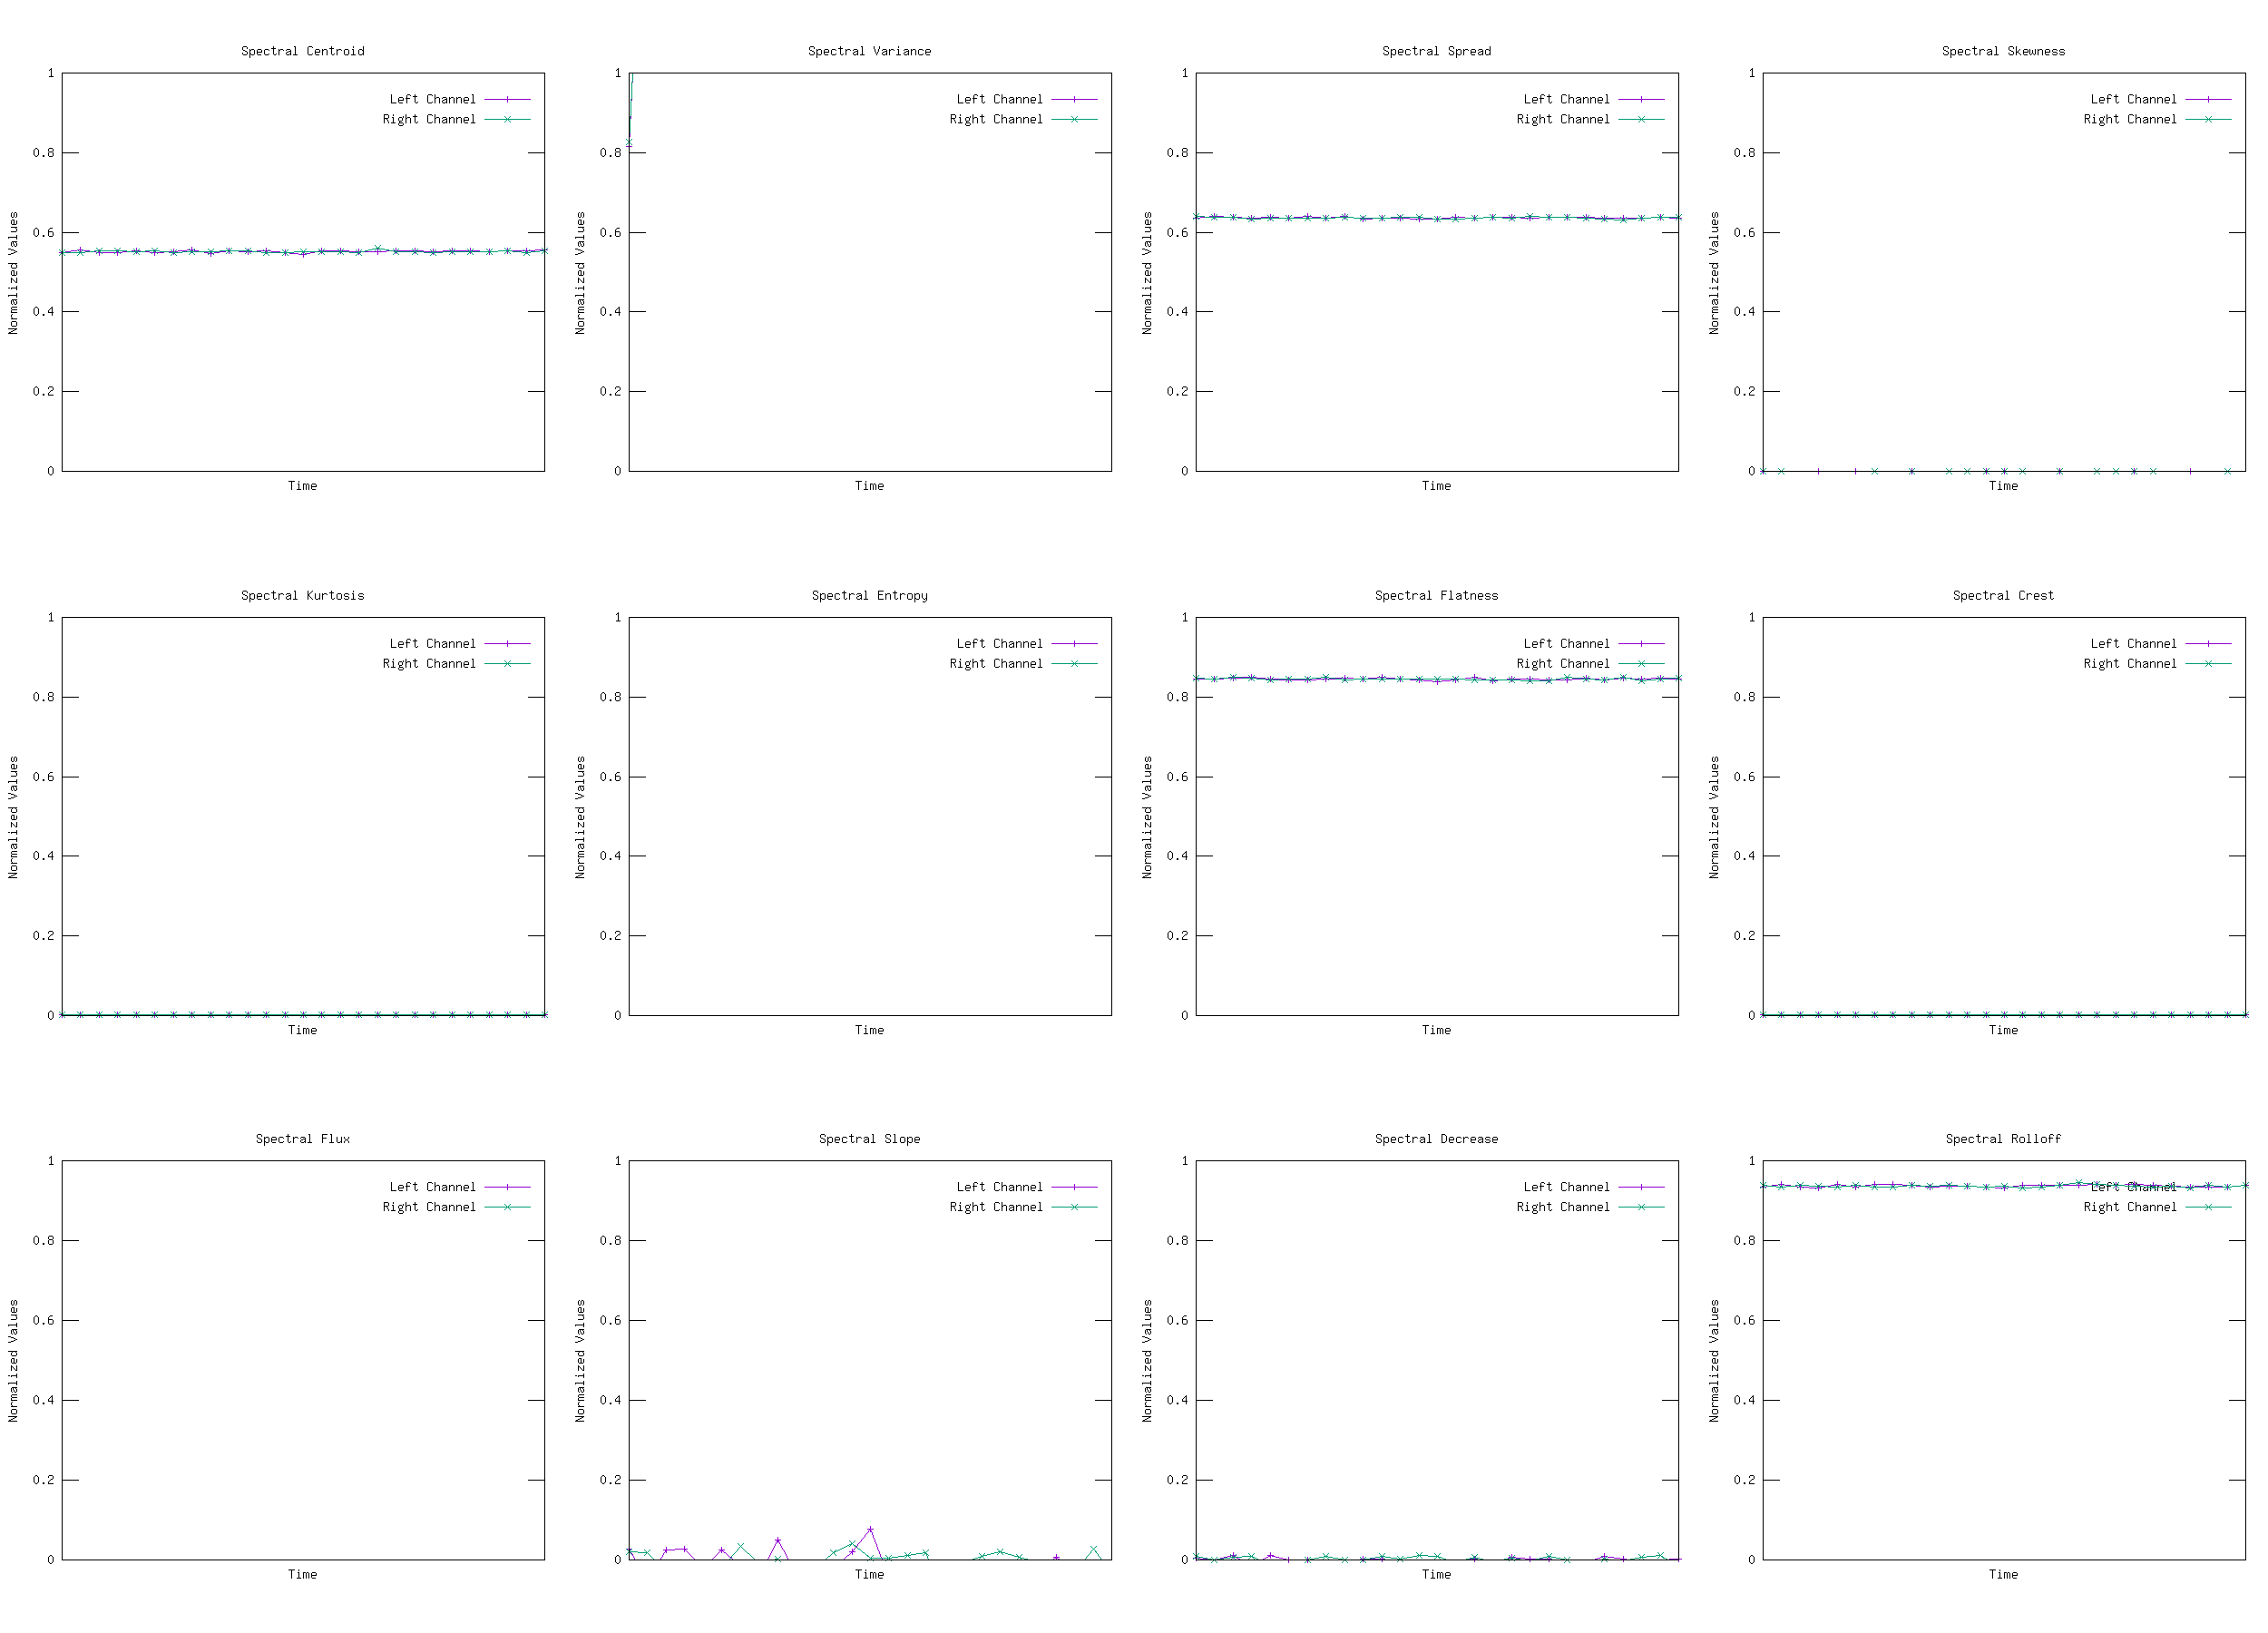 Spectral Centroid
1
0.8
0.6
0.4
0.2
0
Normalized Values
Time
Left Channel
Right Channel
Spectral Variance
1
0.8
0.6
0.4
0.2
0
Normalized Values
Time
Left Channel
Right Channel
Spectral Spread
1
0.8
0.6
0.4
0.2
0
Normalized Values
Time
Left Channel
Right Channel
Spectral Skewness
1
0.8
0.6
0.4
0.2
0
Normalized Values
Time
Left Channel
Right Channel
Spectral Kurtosis
1
0.8
0.6
0.4
0.2
0
Normalized Values
Time
Left Channel
Right Channel
Spectral Entropy
1
0.8
0.6
0.4
0.2
0
Normalized Values
Time
Left Channel
Right Channel
Spectral Flatness
1
0.8
0.6
0.4
0.2
0
Normalized Values
Time
Left Channel
Right Channel
Spectral Crest
1
0.8
0.6
0.4
0.2
0
Normalized Values
Time
Left Channel
Right Channel
Spectral Flux
1
0.8
0.6
0.4
0.2
0
Normalized Values
Time
Left Channel
Right Channel
Spectral Slope
1
0.8
0.6
0.4
0.2
0
Normalized Values
Time
Left Channel
Right Channel
Spectral Decrease
1
0.8
0.6
0.4
0.2
0
Normalized Values
Time
Left Channel
Right Channel
Spectral Rolloff
1
0.8
0.6
0.4
0.2
0
Normalized Values
Time
Left Channel
Right Channel